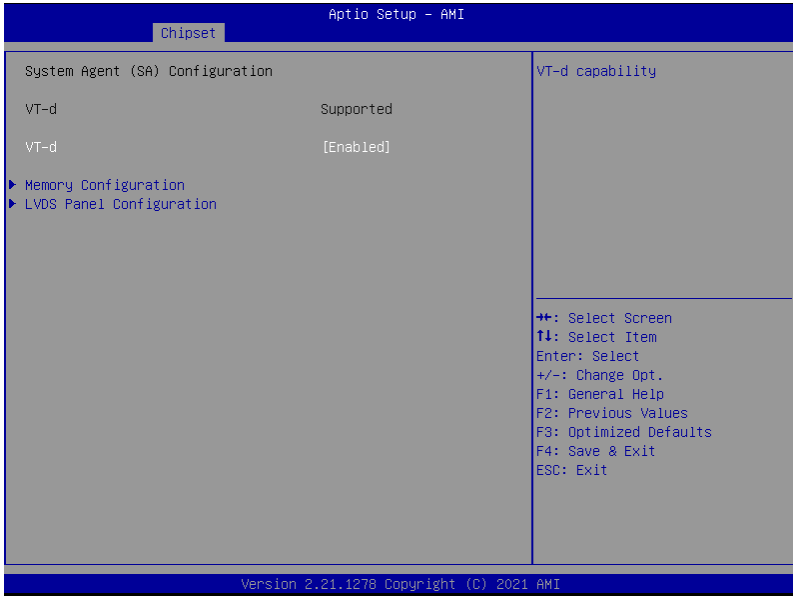 Aptio Setup – AMI
Chipset
System Agent (SA) Configuration
VT-d Supported
VT-d [Enabled]
Memory Configuration
LVDS Panel Configuration
VT-d capability
→←: Select Screen
↑↓: Select Item
Enter: Select
+/-: Change Opt.
F1: General Help
F2: Previous Values
F3: Optimized Defaults
F4: Save & Exit
ESC: Exit
Version 2.21.1278 Copyright (C) 2021 AMI